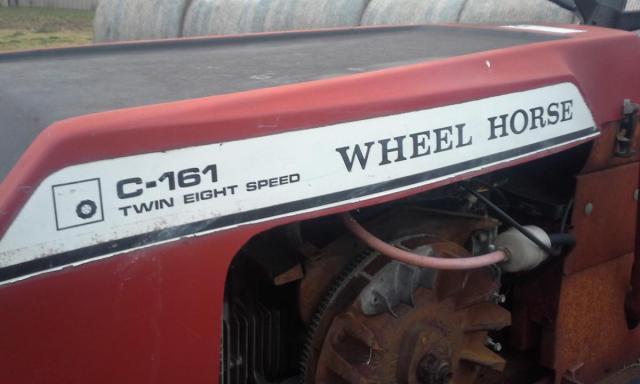 C-161
TWIN EIGHT SPEED
WHEEL HORSE